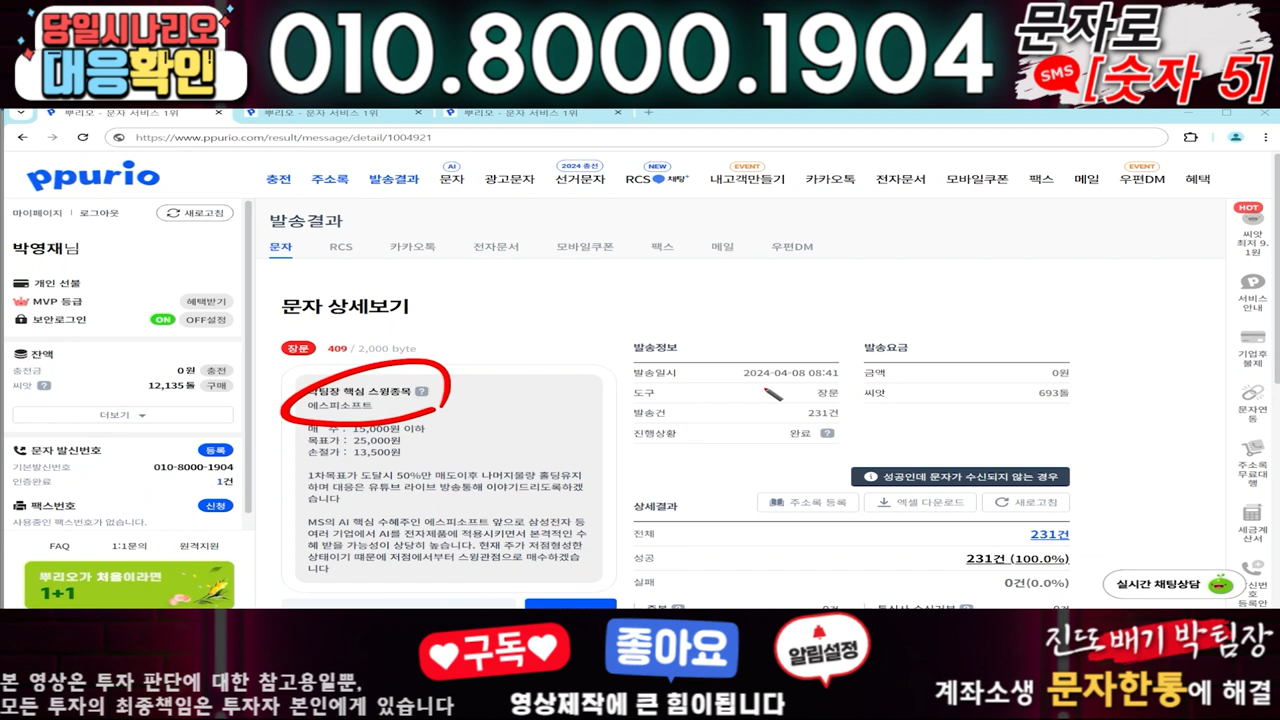 당일시나리오
대응확인
010.8000.1904
문자로
SMS
[숫자 5]
뿌리오 - 문자 서비스 1위
뿌리오 - 문자 서비스 1위
뿌리오 - 문자 서비스 1위
https://www.ppurio.com/result/message/detail/1004921
ppurio
충전
주소록
발송결과
AI
문자
광고문자
2024 총선
선거문자
NEW
RCS 채팅+
EVENT
내고객만들기
카카오톡
전자문서
모바일쿠폰
팩스
메일
EVENT
우편DM
혜택
마이페이지 | 로그아웃
새로고침
박영재님
개인 선불
MVP 등급
혜택받기
보안로그인
ON
OFF설정
잔액
충전금
0원
충전
씨앗 ?
12,135톨
구매
더보기
문자 발신번호
등록
기본발신번호
010-8000-1904
인증완료
1건
팩스번호
신청
사용중인 팩스번호가 없습니다.
FAQ
1:1문의
원격지원
뿌리오가 처음이라면
1+1
발송결과
문자
RCS
카카오톡
전자문서
모바일쿠폰
팩스
메일
우편DM
문자 상세보기
장문
409 / 2,000 byte
박팀장 핵심 스윙종목 ?
에스피소프트
매 수 : 15,000원 이하
목표가 : 25,000원
손절가 : 13,500원
1차목표가 도달시 50%만 매도이후 나머지물량 홀딩유지
하며 대응은 유튜브 라이브 방송통해 이야기드리도록하겠
습니다
MS의 AI 핵심 수혜주인 에스피소프트 앞으로 삼성전자 등
여러 기업에서 AI를 전자제품에 적용시키면서 본격적인 수
혜 받을 가능성이 상당히 높습니다. 현재 주가 저점형성한
상태이기 때문에 저점에서부터 스윙관점으로 매수하겠습
니다
발송정보
발송일시
2024-04-08 08:41
도구
장문
발송건
231건
진행상황
완료 ?
발송요금
금액
0원
씨앗
693톨
성공인데 문자가 수신되지 않는 경우
상세결과
주소록 등록
엑셀 다운로드
새로고침
전체
231건
성공
231건 (100.0%)
실패
0건(0.0%)
HOT
씨앗
최저 9.
1원
서비스
안내
기업후
불제
문자연
동
주소록
무료대
행
세금계
산서
등록안
실시간 채팅상담
구독
좋아요
알림설정
영상제작에 큰 힘이됩니다
본 영상은 투자 판단에 대한 참고용일뿐,
모든 투자의 최종책임은 투자자 본인에게 있습니다
진또배기 박팀장
계좌소생 문자한통에 해결